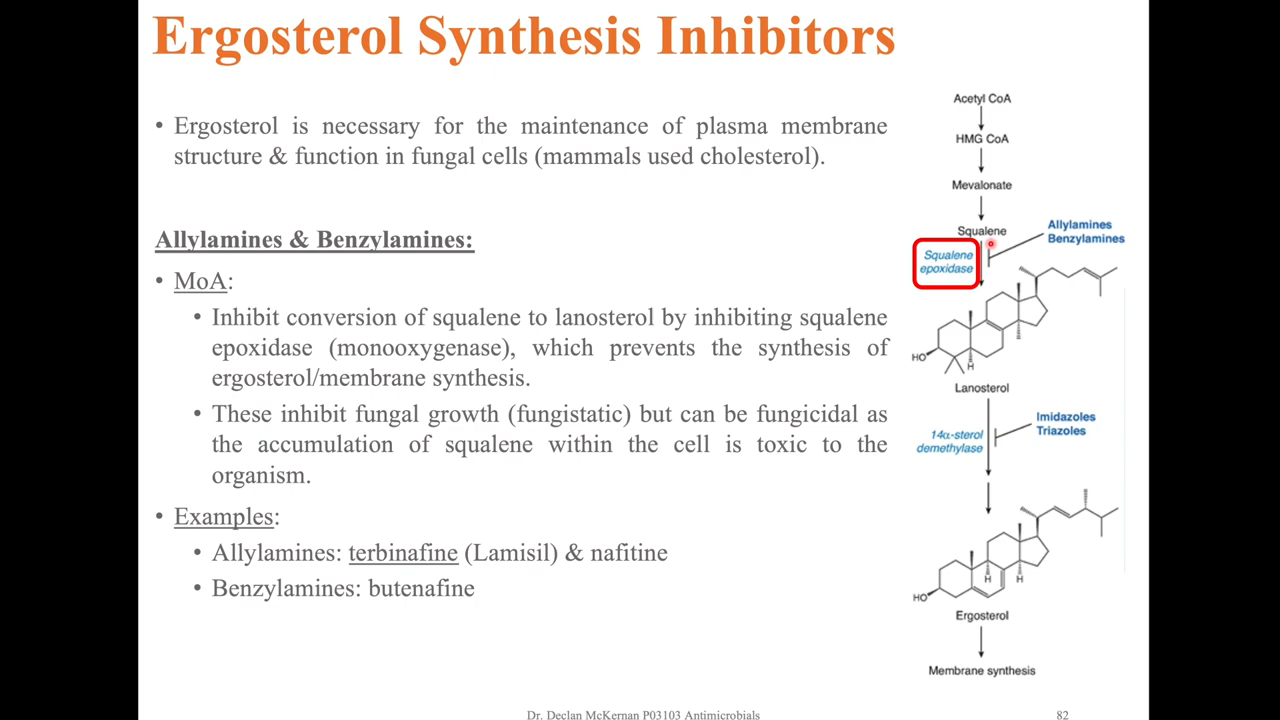 Ergosterol Synthesis Inhibitors
• Ergosterol is necessary for the maintenance of plasma membrane
structure & function in fungal cells (mammals used cholesterol).
Allylamines & Benzylamines:
• MoA:
• Inhibit conversion of squalene to lanosterol by inhibiting squalene
epoxidase (monooxygenase), which prevents the synthesis of
ergosterol/membrane synthesis.
• These inhibit fungal growth (fungistatic) but can be fungicidal as
the accumulation of squalene within the cell is toxic to the
organism.
• Examples:
• Allylamines: terbinafine (Lamisil) & nafitine
• Benzylamines: butenafine
Acetyl CoA
HMG CoA
Mevalonate
Squalene
Allylamines
Benzylamines
Squalene
epoxidase
HO
H
Lanosterol
Imidazoles
Triazoles
14α-sterol
demethylase
H
H
HO
Ergosterol
Membrane synthesis
Dr. Declan McKernan P03103 Antimicrobials
82